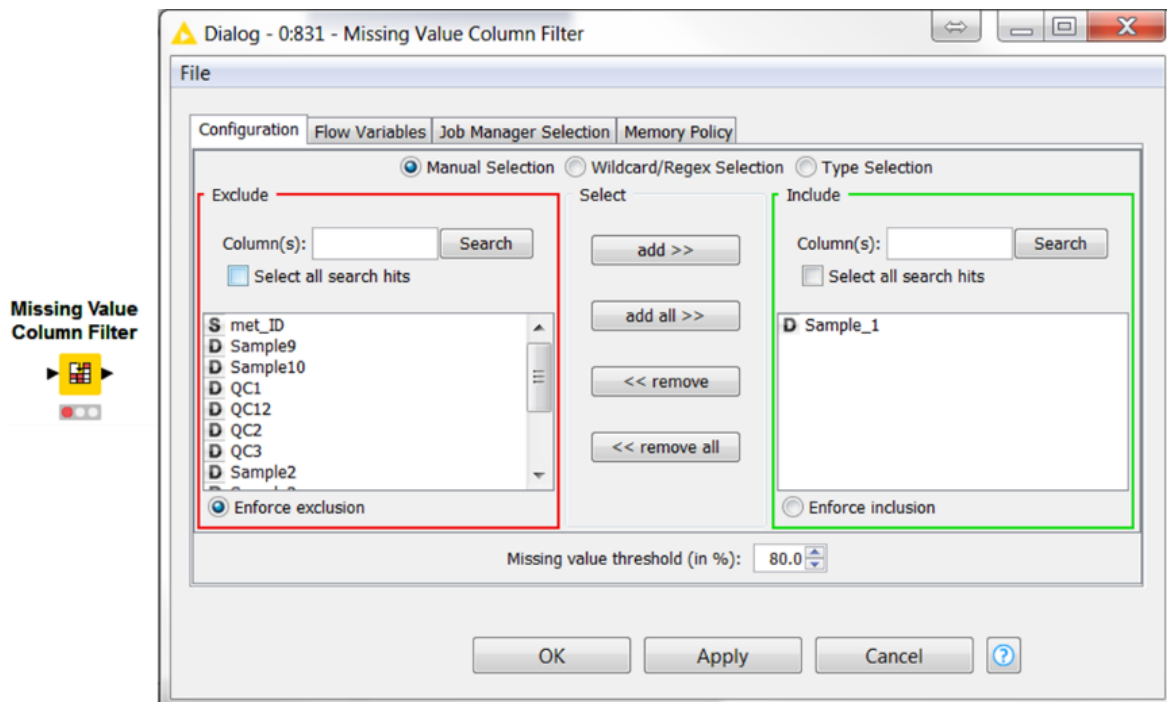 Dialog - 0:831 - Missing Value Column Filter
File
Configuration Flow Variables Job Manager Selection Memory Policy
Manual Selection Wildcard/Regex Selection Type Selection
Exclude Select Include
Column(s): Search add >> Column(s): Search
Select all search hits Select all search hits
Missing Value
Column Filter
S met_ID
D Sample9
D Sample10
D QC1
D QC12
D QC2
D QC3
D Sample2
add all >>
<< remove
<< remove all
D Sample_1
Enforce exclusion Enforce inclusion
Missing value threshold (in %): 80.0
OK Apply Cancel ?